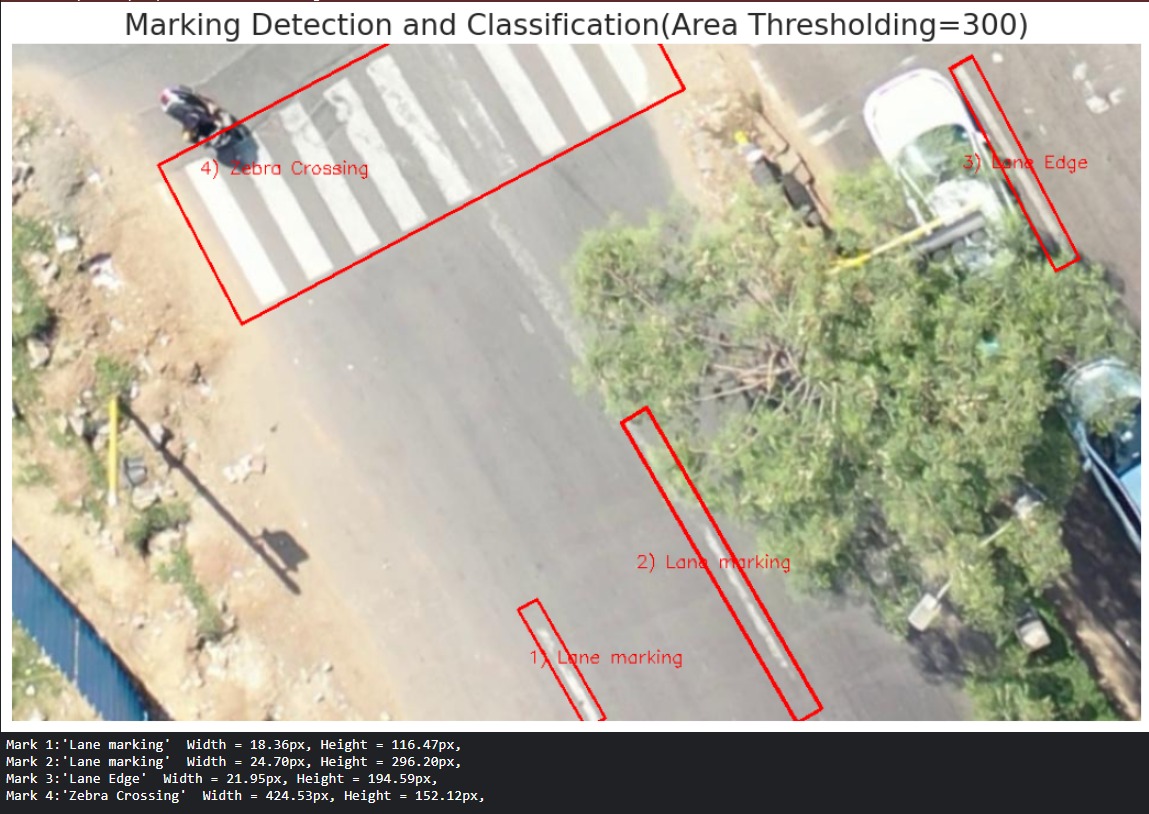 Marking Detection and Classification(Area Thresholding=300)
4) Zebra Crossing
3) Lane Edge
2) Lane marking
1) Lane marking
Mark 1:'Lane marking'  Width = 18.36px, Height = 116.47px,
Mark 2:'Lane marking'  Width = 24.70px, Height = 296.20px,
Mark 3:'Lane Edge'  Width = 21.95px, Height = 194.59px,
Mark 4:'Zebra Crossing'  Width = 424.53px, Height = 152.12px,